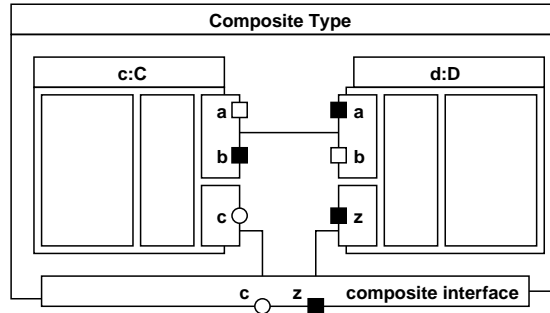 Composite Type
c:C
d:D
a
a
b
b
c
z
c z composite interface